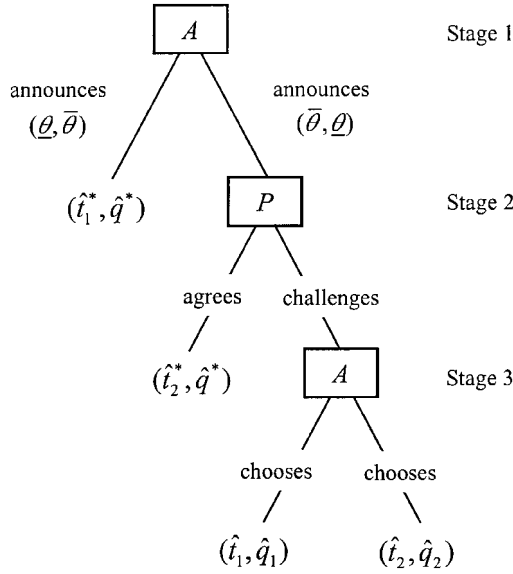 A Stage 1
announces announces
(θ̲, θ̅) (θ̅, θ̲)
(t̂₁*, q̂*) P Stage 2
agrees challenges
(t̂₂*, q̂*) A Stage 3
chooses chooses
(t̂₁, q̂₁) (t̂₂, q̂₂)